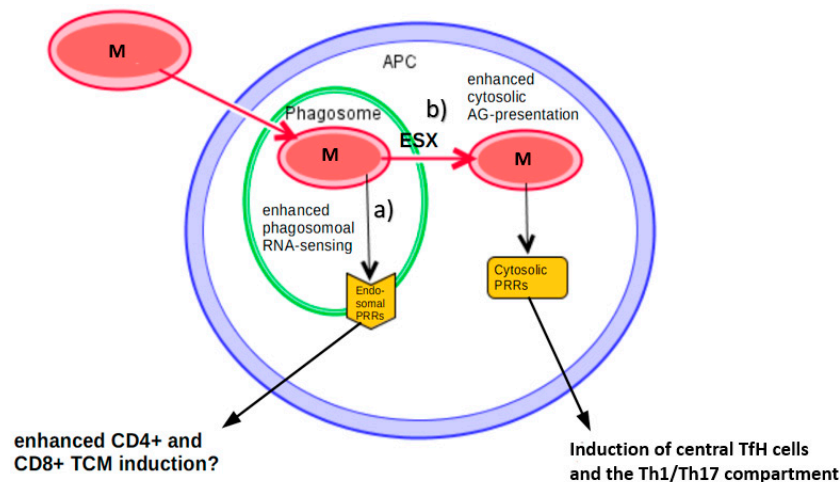 M
APC
enhanced
cytosolic
AG-presentation
b)
Phagosome
ESX
M
M
a)
enhanced
phagosomoal
RNA-sensing
Endo-
somal
PRRs
Cytosolic
PRRs
enhanced CD4+ and
CD8+ TCM induction?
Induction of central TfH cells
and the Th1/Th17 compartment